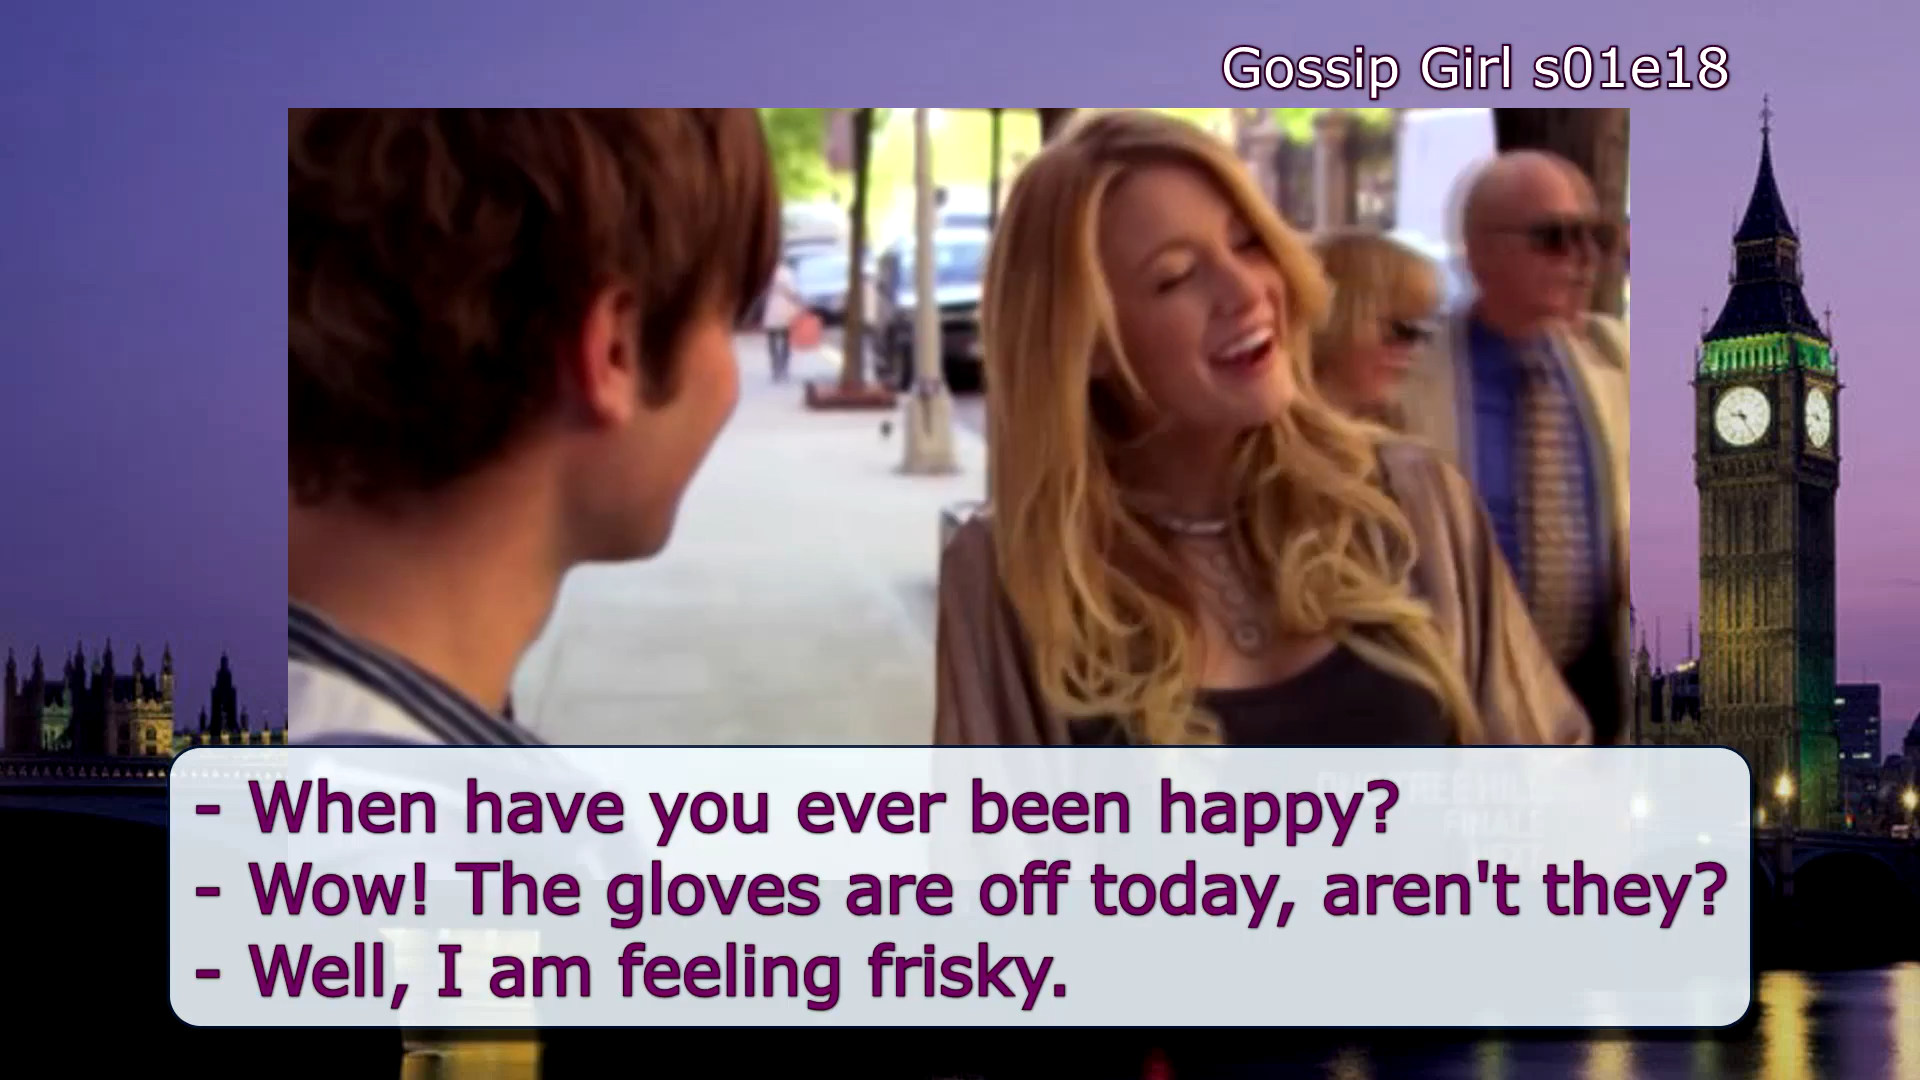 Gossip Girl s01e18
- When have you ever been happy?
- Wow! The gloves are off today, aren't they?
- Well, I am feeling frisky.